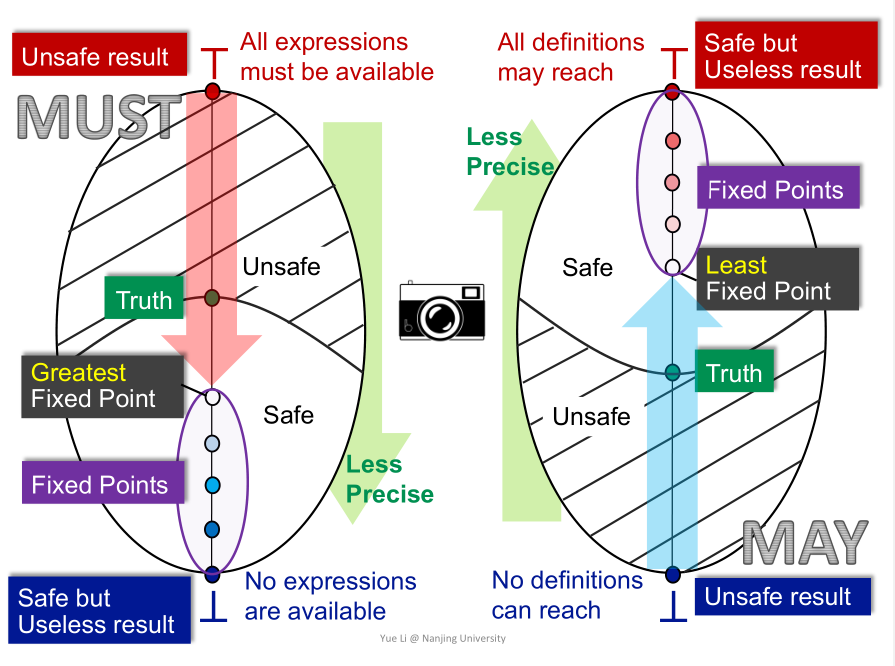 Unsafe result
⊤
All expressions
must be available
MUST
Unsafe
Truth
Greatest
Fixed Point
Safe
Fixed Points
Less
Precise
Safe but
Useless result
⊥
No expressions
are available
All definitions
may reach
⊤
Safe but
Useless result
Less
Precise
Fixed Points
Safe
Least
Fixed Point
Truth
Unsafe
MAY
No definitions
can reach
⊥
Unsafe result
Yue Li @ Nanjing University